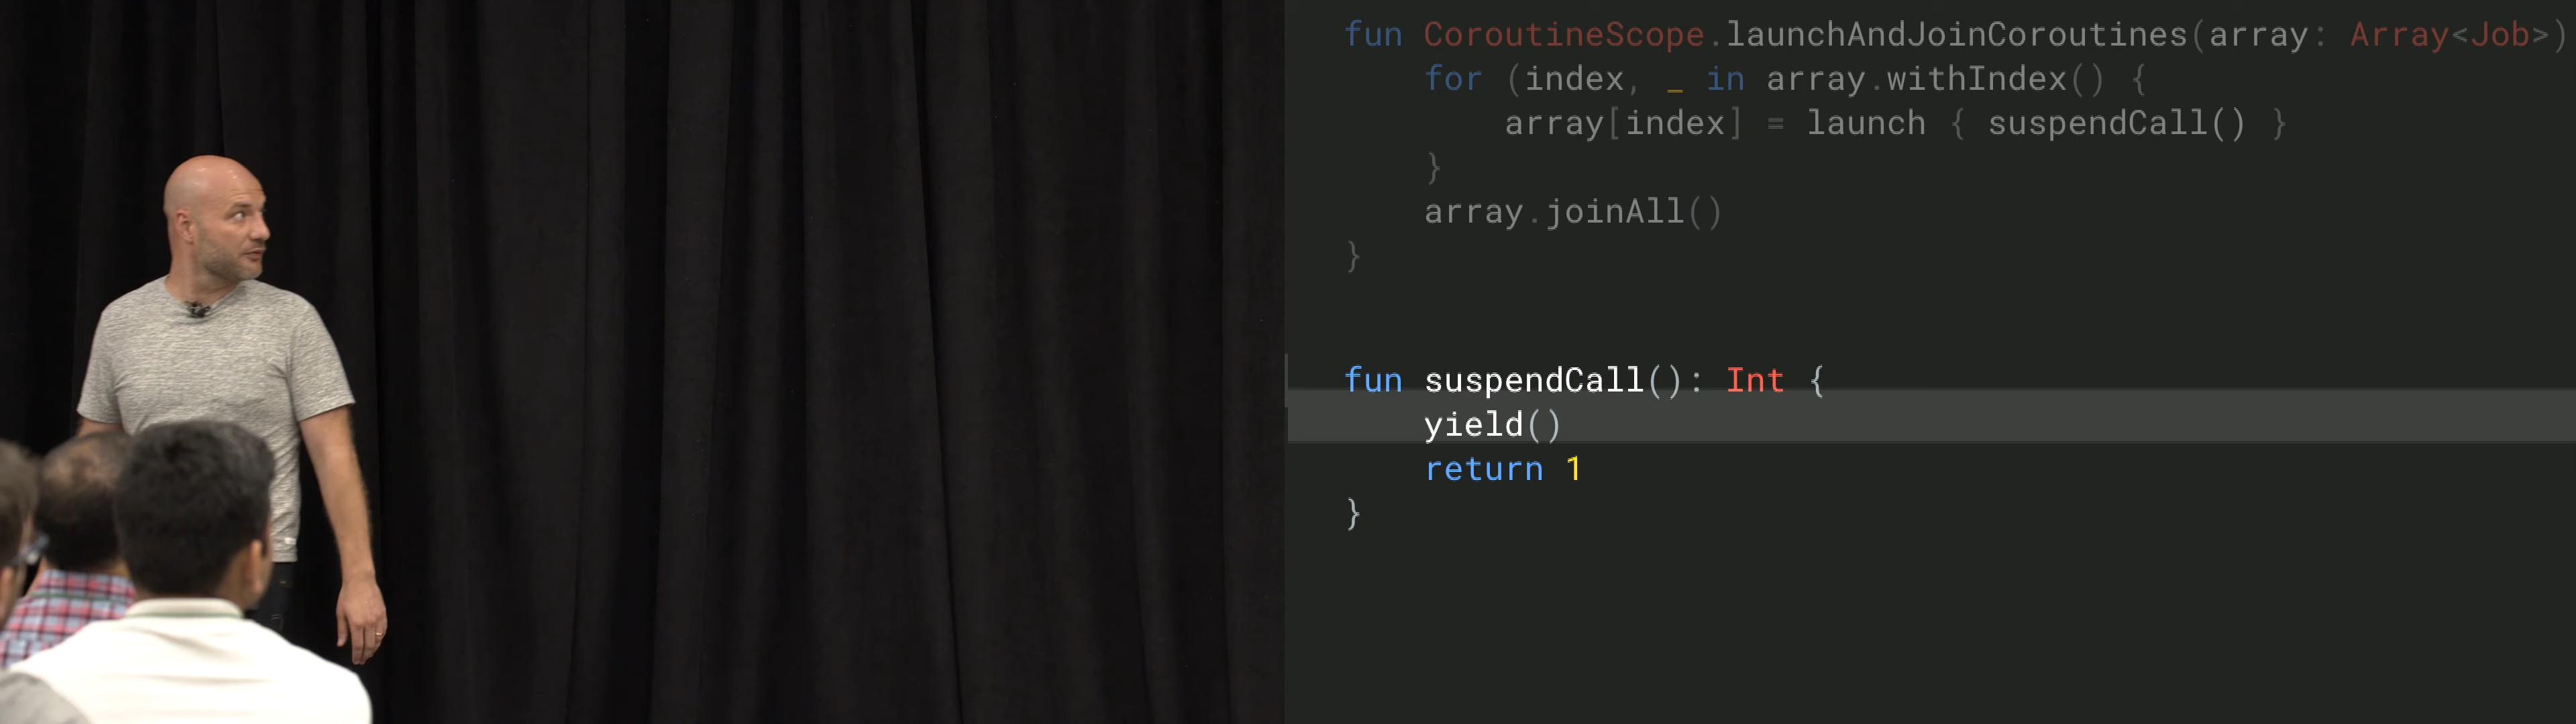 fun CoroutineScope.launchAndJoinCoroutines(array: Array<Job>)
for (index, _ in array.withIndex() {
array[index] = launch { suspendCall() }
}
array.joinAll()
}
fun suspendCall(): Int {
yield()
return 1
}